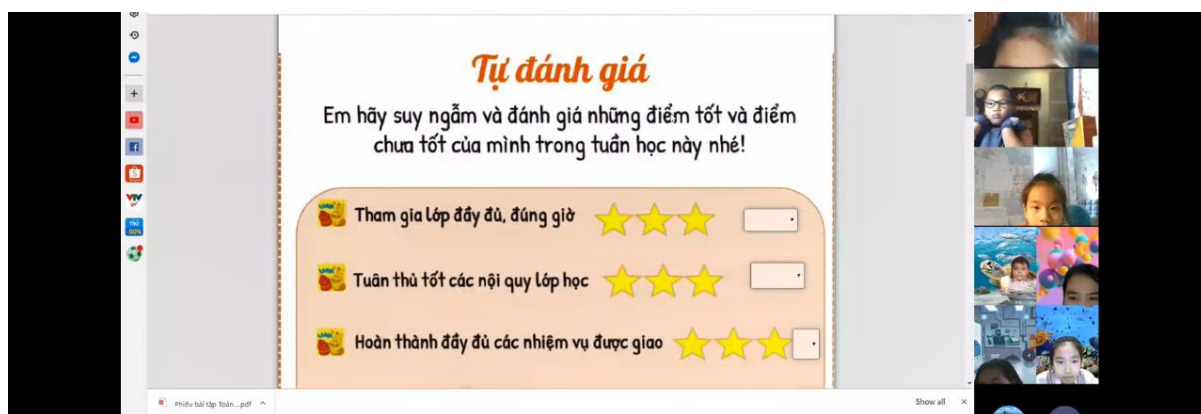 Tự đánh giá
Em hãy suy ngẫm và đánh giá những điểm tốt và điểm
chưa tốt của mình trong tuần học này nhé!
Tham gia lớp đầy đủ, đúng giờ
Tuân thủ tốt các nội quy lớp học
Hoàn thành đầy đủ các nhiệm vụ được giao
Phiếu bài tập Toán....pdf
Show all